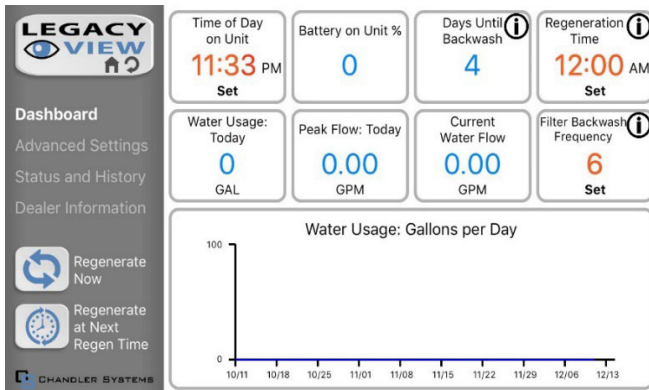 LEGACY
VIEW
Dashboard
Advanced Settings
Status and History
Dealer Information
Regenerate
Now
Regenerate
at Next
Regen Time
CHANDLER SYSTEMS
Time of Day
on Unit
11:33 PM
Set
Battery on Unit %
0
Days Until
Backwash
i
4
Regeneration
Time
i
12:00 AM
Set
Water Usage:
Today
0
GAL
Peak Flow: Today
0.00
GPM
Current
Water Flow
0.00
GPM
Filter Backwash
Frequency
i
6
Set
Water Usage: Gallons per Day
100
0
10/11 10/18 10/25 11/01 11/08 11/15 11/22 11/29 12/06 12/13